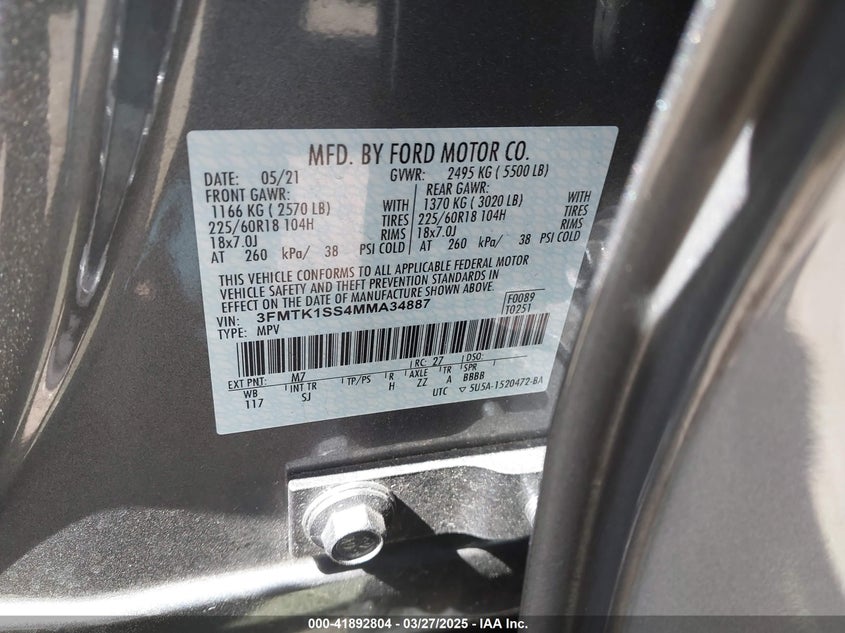 MFD. BY FORD MOTOR CO.
DATE: 05/21 GVWR: 2495 KG ( 5500 LB)
FRONT GAWR: REAR GAWR:
1166 KG ( 2570 LB) WITH 1370 KG ( 3020 LB) WITH
225/60R18 104H TIRES 225/60R18 104H TIRES
18x7.0J RIMS 18x7.0J RIMS
AT 260 kPa/ 38 PSI COLD AT 260 kPa/ 38 PSI COLD
THIS VEHICLE CONFORMS TO ALL APPLICABLE FEDERAL MOTOR
VEHICLE SAFETY AND THEFT PREVENTION STANDARDS IN
EFFECT ON THE DATE OF MANUFACTURE SHOWN ABOVE.
VIN: 3FMTK1SS4MMA34887 F0089
TYPE: MPV T0251
EXT PNT: M7 RC: 27 DSO:
WB INT TR TP/PS R AXLE TR SPR
117 SJ H ZZ A BBBB
UTC ▽ 5U5A-1520472-BA
000-41892804 | 03/27/2025 | IAAI US - Copart